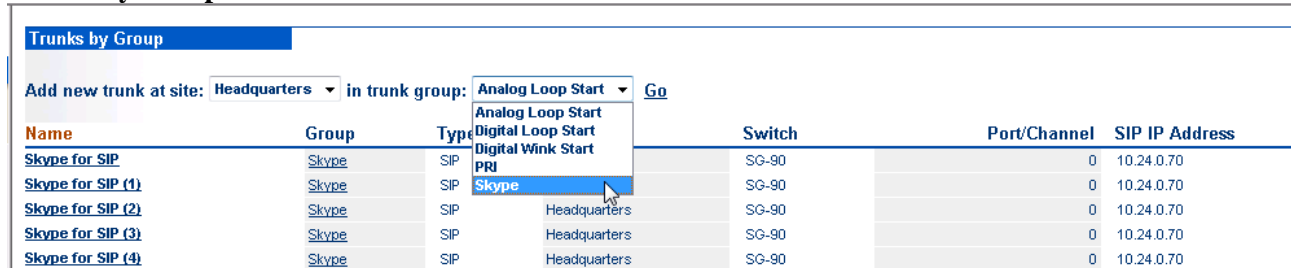 Trunks by Group
Add new trunk at site: Headquarters in trunk group: Analog Loop Start Go
Analog Loop Start
Digital Loop Start
Digital Wink Start
PRI
Skype
Name Group Type Switch Port/Channel SIP IP Address
Skype for SIP Skype SIP SG-90 0 10.24.0.70
Skype for SIP (1) Skype SIP SG-90 0 10.24.0.70
Skype for SIP (2) Skype SIP Headquarters SG-90 0 10.24.0.70
Skype for SIP (3) Skype SIP Headquarters SG-90 0 10.24.0.70
Skype for SIP (4) Skype SIP Headquarters SG-90 0 10.24.0.70